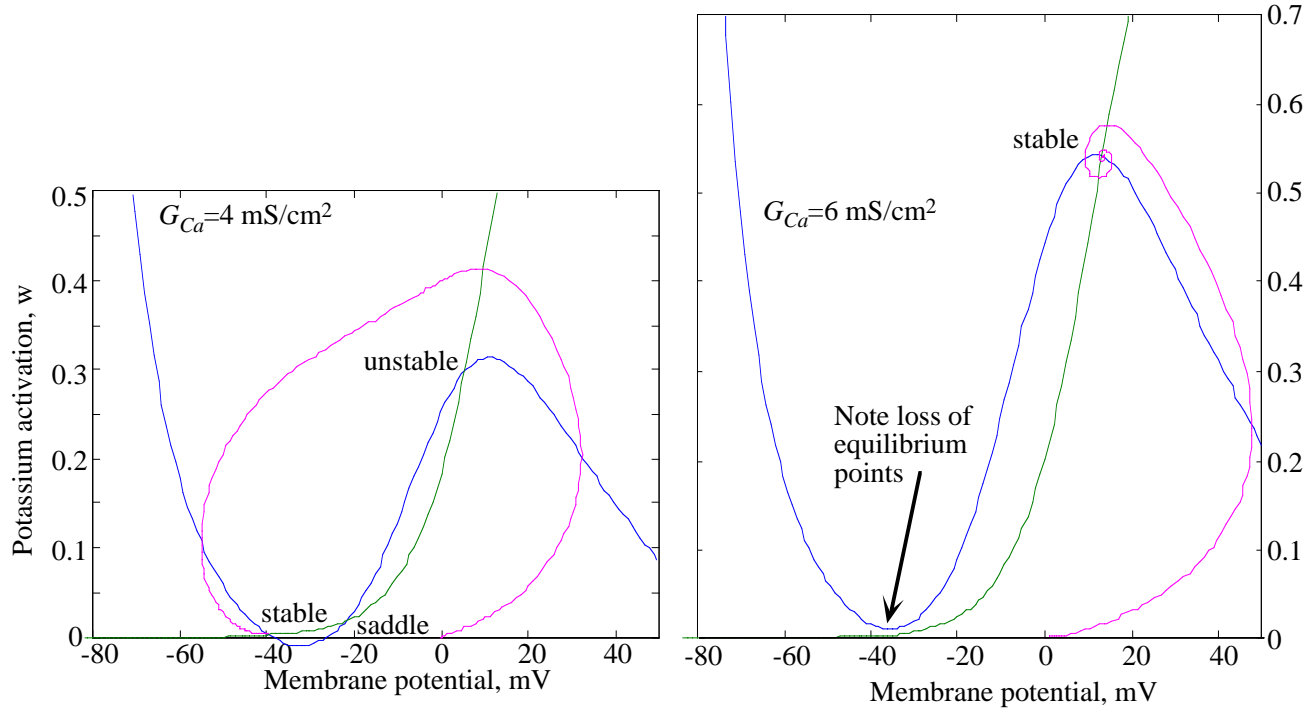 0.5
0.4
0.3
0.2
0.1
0
Potassium activation, w
G_Ca=4 mS/cm²
unstable
stable
saddle
-80
-60
-40
-20
0
20
40
Membrane potential, mV
0.7
0.6
0.5
0.4
0.3
0.2
0.1
0
stable
G_Ca=6 mS/cm²
Note loss of
equilibrium
points
-80
-60
-40
-20
0
20
40
Membrane potential, mV